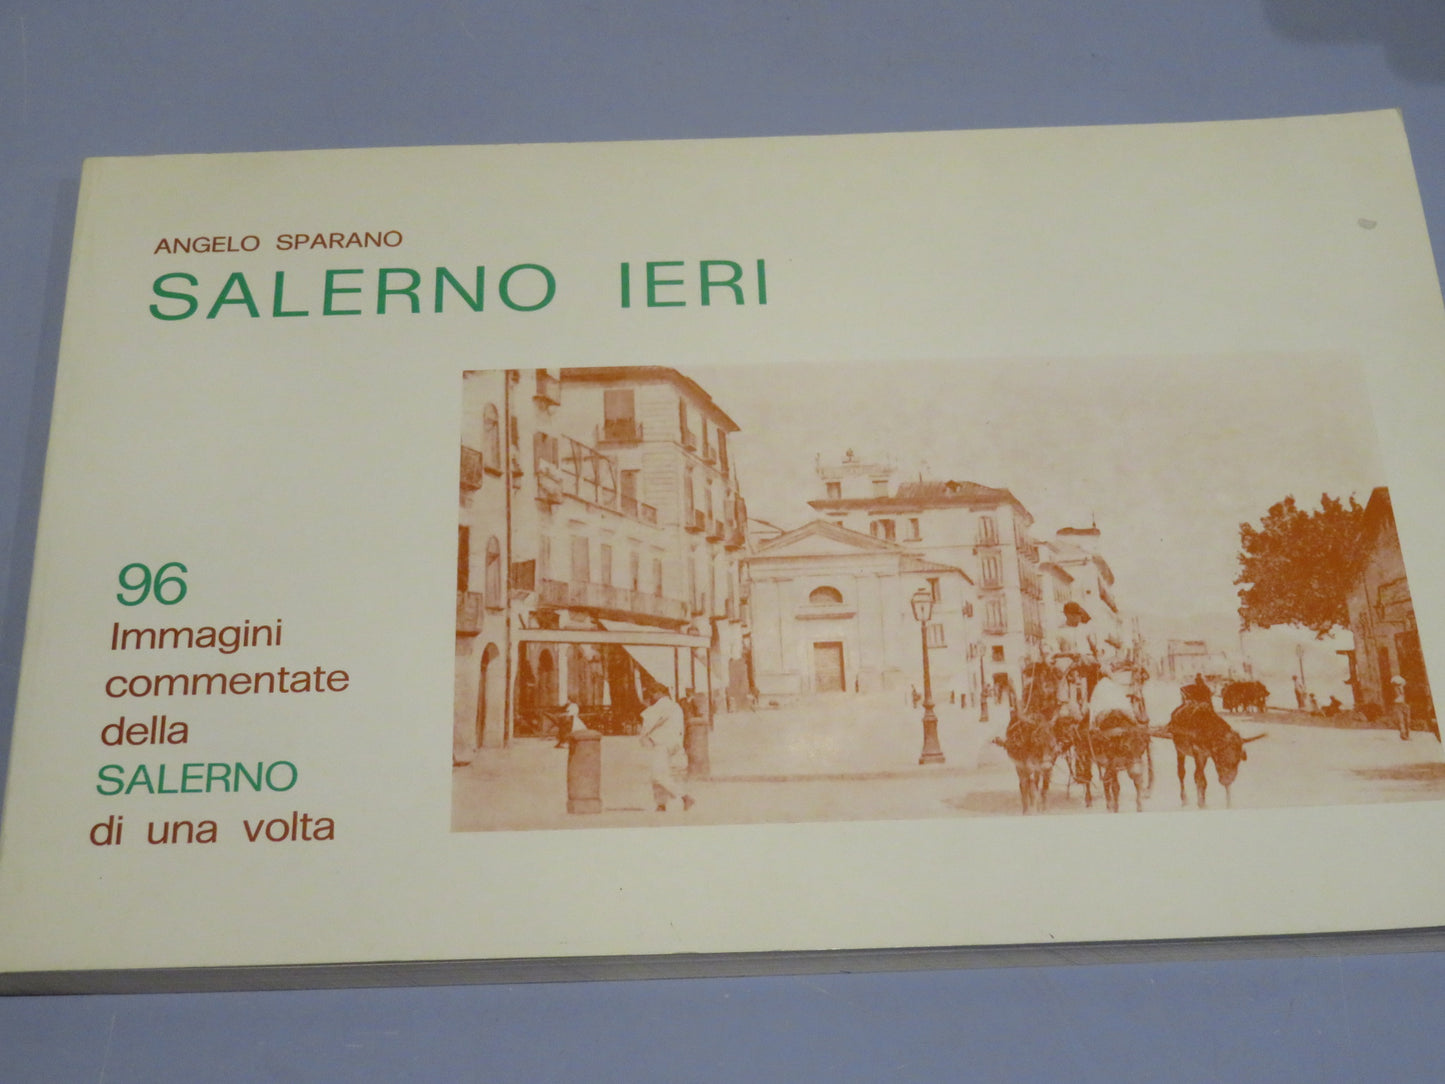 ANGELO SPARANO
SALERNO IERI
96
Immagini
commentate
della
SALERNO
di una volta